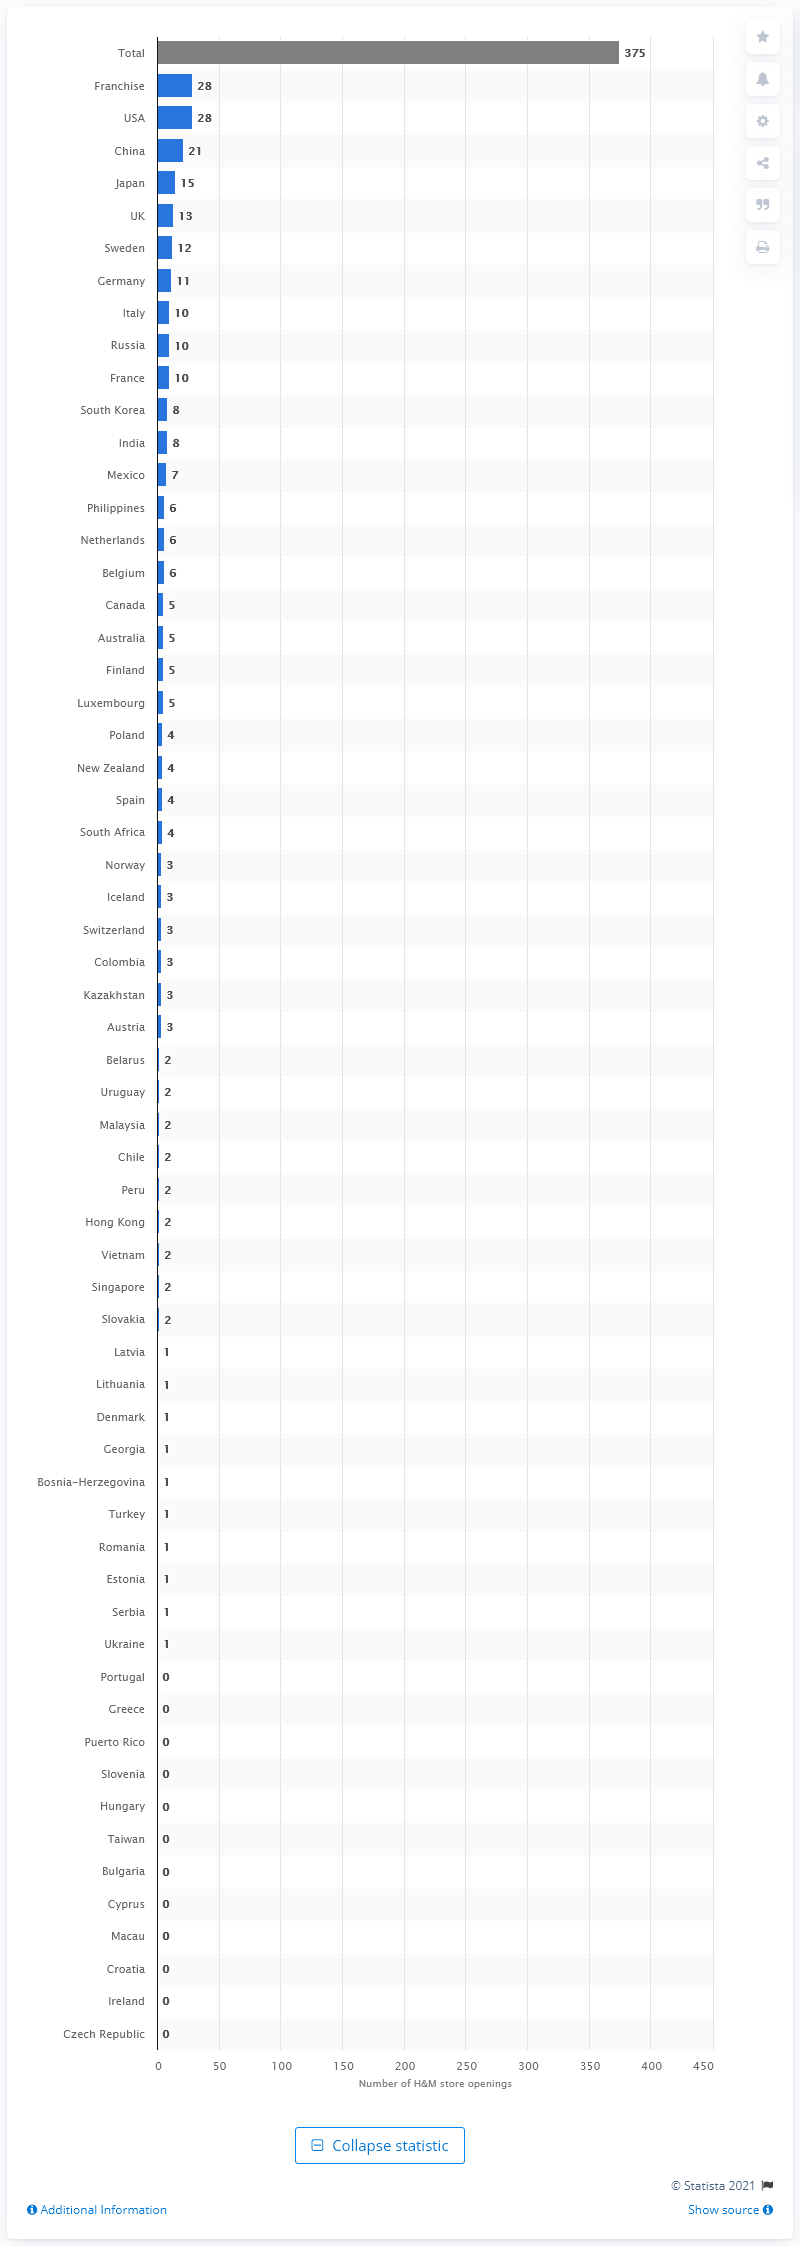 Total 375
Franchise 28
USA 28
China 21
Japan 15
UK 13
Sweden 12
Germany 11
Italy 10
Russia 10
France 10
South Korea 8
India 8
Mexico 7
Philippines 6
Netherlands 6
Belgium 6
Canada 5
Australia 5
Finland 5
Luxembourg 5
Poland 4
New Zealand 4
Spain 4
South Africa 4
Norway 3
Iceland 3
Switzerland 3
Colombia 3
Kazakhstan 3
Austria 3
Belarus 2
Uruguay 2
Malaysia 2
Chile 2
Peru 2
Hong Kong 2
Vietnam 2
Singapore 2
Slovakia 2
Latvia 1
Lithuania 1
Denmark 1
Georgia 1
Bosnia-Herzegovina 1
Turkey 1
Romania 1
Estonia 1
Serbia 1
Ukraine 1
Portugal 0
Greece 0
Puerto Rico 0
Slovenia 0
Hungary 0
Taiwan 0
Bulgaria 0
Cyprus 0
Macau 0
Croatia 0
Ireland 0
Czech Republic 0
0 50 100 150 200 250 300 350 400 450
Number of H&M store openings
Collapse statistic
© Statista 2021
Additional Information
Show source